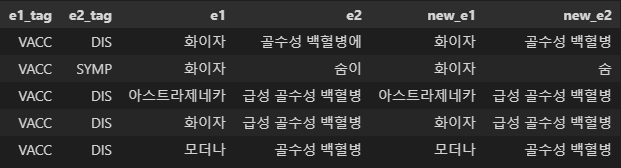 e1_tag e2_tag e1 e2 new_e1 new_e2
VACC DIS 화이자 골수성 백혈병에 화이자 골수성 백혈병
VACC SYMP 화이자 숨이 화이자 숨
VACC DIS 아스트라제네카 급성 골수성 백혈병 아스트라제네카 급성 골수성 백혈병
VACC DIS 화이자 급성 골수성 백혈병 화이자 급성 골수성 백혈병
VACC DIS 모더나 골수성 백혈병 모더나 골수성 백혈병